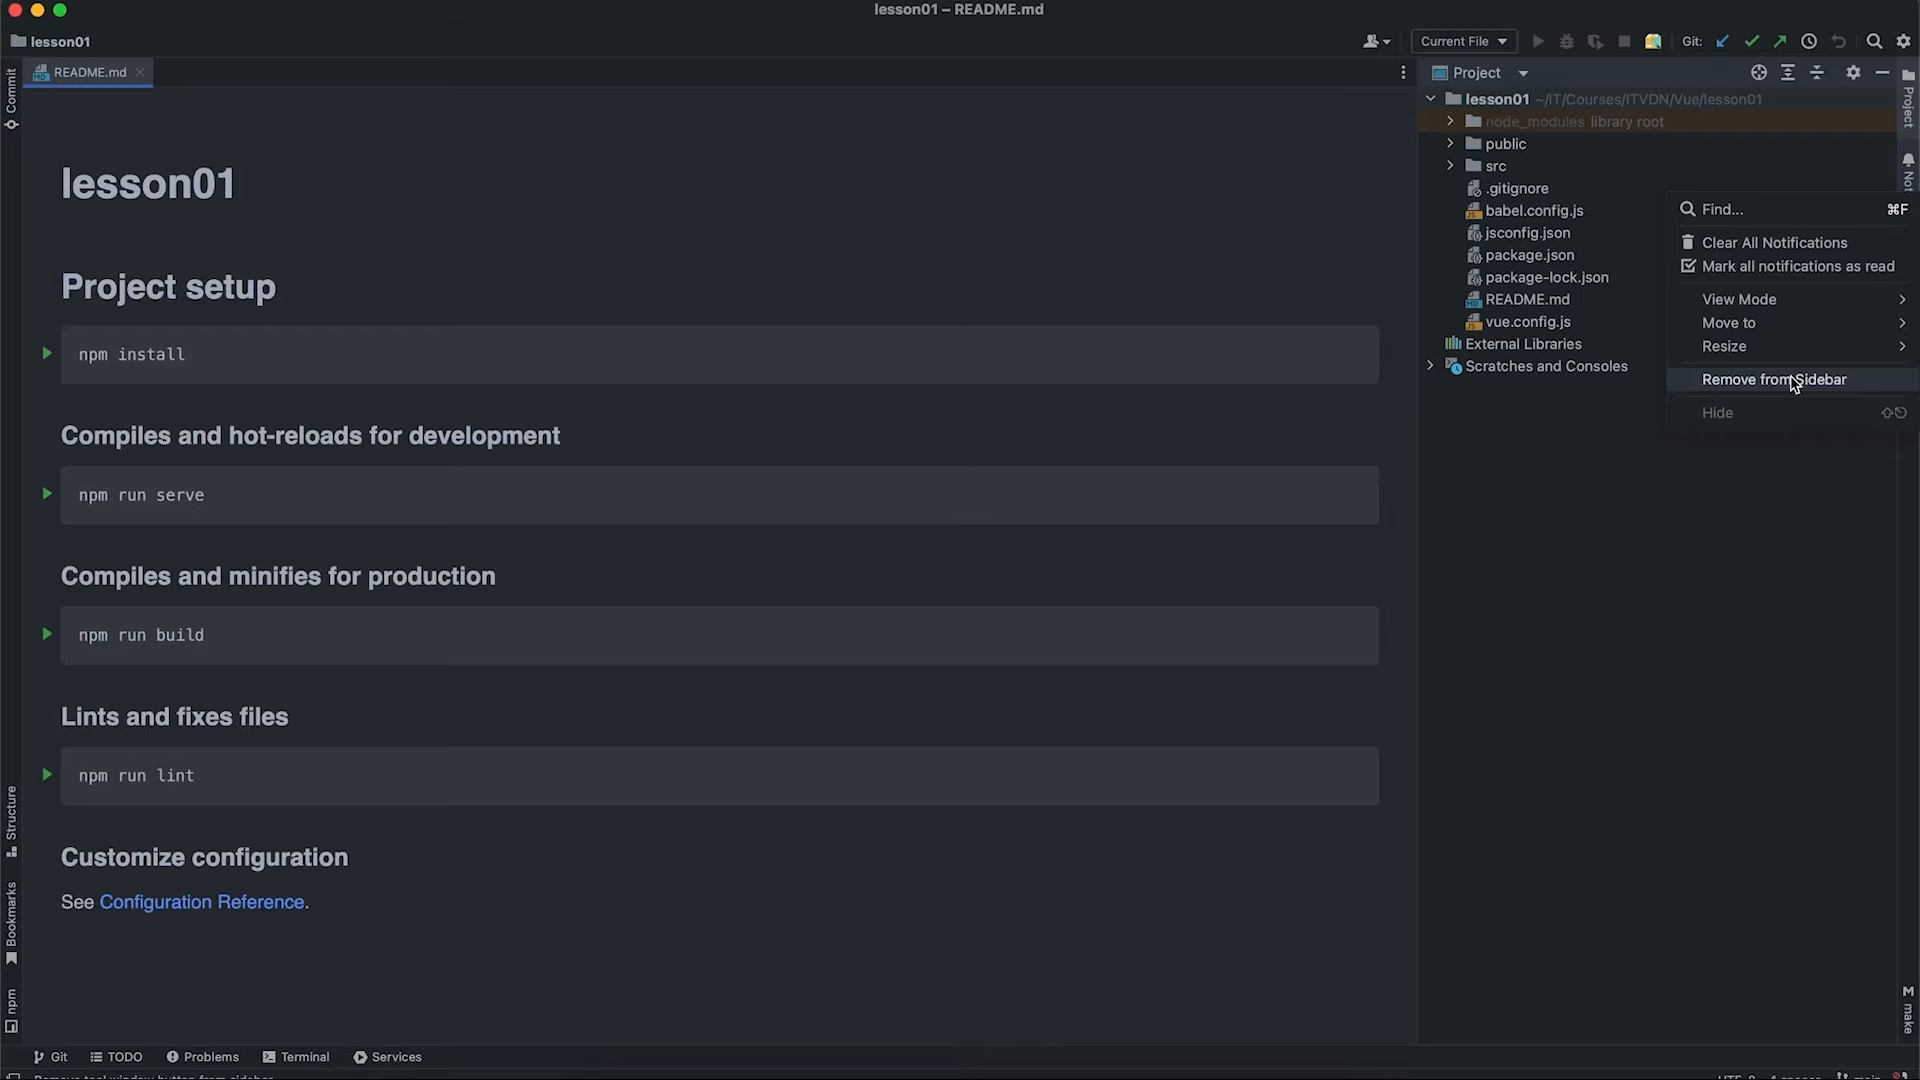 lesson01 – README.md
lesson01
Current File
Git:
Commit
README.md
Project
lesson01 ~/IT/Courses/ITVDN/Vue/lesson01
node_modules library root
public
src
.gitignore
babel.config.js
jsconfig.json
package.json
package-lock.json
README.md
vue.config.js
External Libraries
Scratches and Consoles
Project
Not
Find... ⌘F
Clear All Notifications
Mark all notifications as read
View Mode
Move to
Resize
Remove from Sidebar
Hide
lesson01
Project setup
npm install
Compiles and hot-reloads for development
npm run serve
Compiles and minifies for production
npm run build
Lints and fixes files
npm run lint
Customize configuration
See Configuration Reference.
Structure
Bookmarks
npm
M make
Git TODO Problems Terminal Services